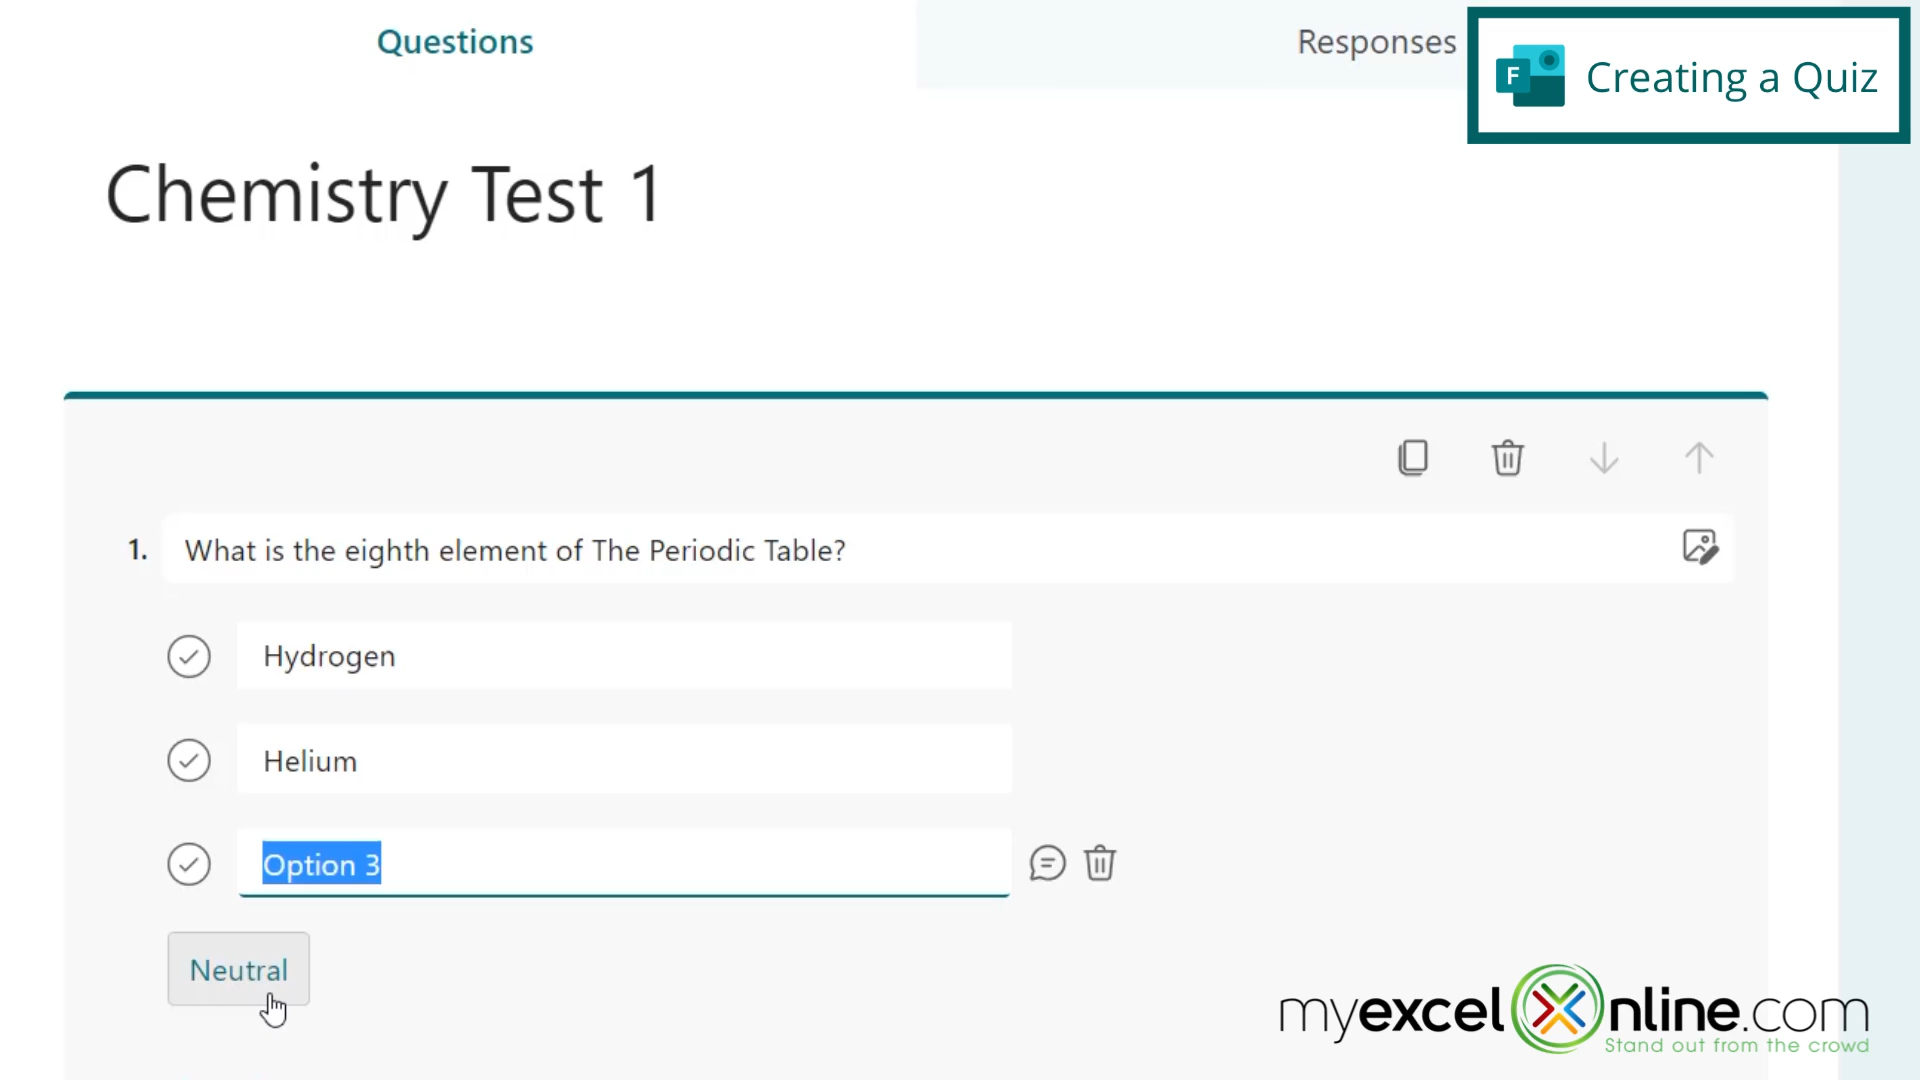 Questions
Responses
F
Creating a Quiz
Chemistry Test 1
1. What is the eighth element of The Periodic Table?
Hydrogen
Helium
Option 3
Neutral
myexcel nline.com
Stand out from the crowd